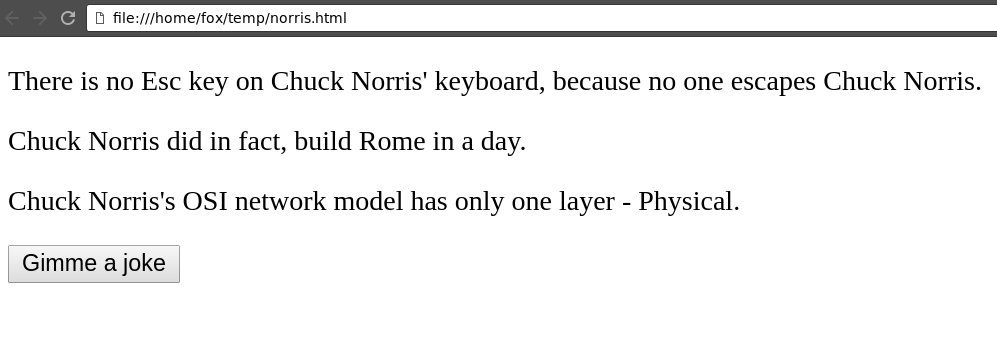 file:///home/fox/temp/norris.html
There is no Esc key on Chuck Norris' keyboard, because no one escapes Chuck Norris.
Chuck Norris did in fact, build Rome in a day.
Chuck Norris's OSI network model has only one layer - Physical.
Gimme a joke